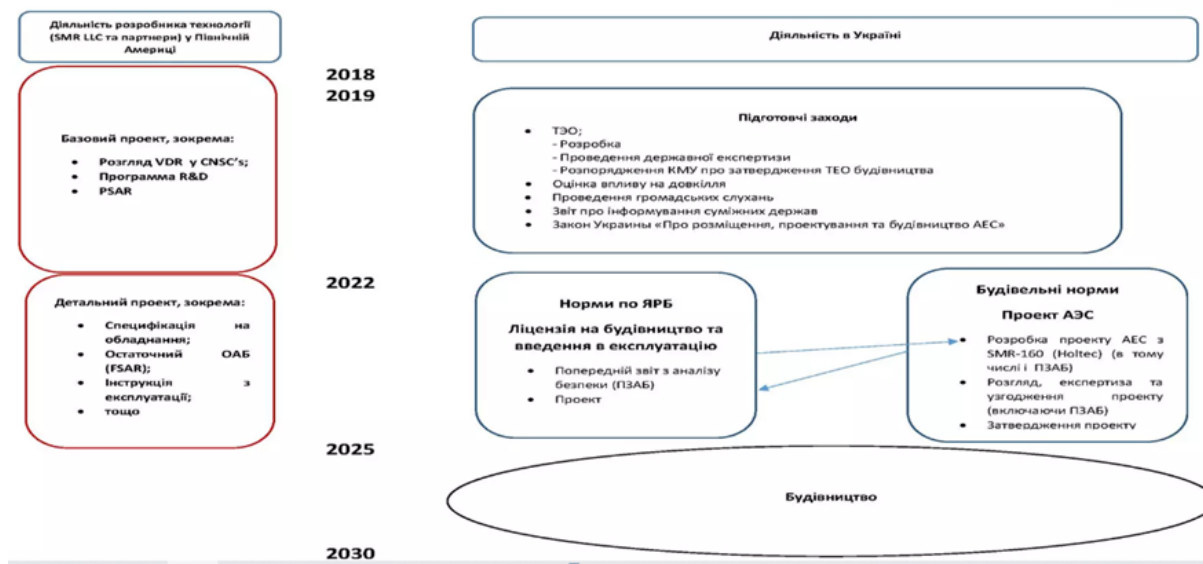 Діяльність розробника технології
(SMR LLC та партнери) у Північній
Америці
Діяльність в Україні
2018
2019
Базовий проект, зокрема:
• Розгляд VDR у CNSC's;
• Программа R&D
• PSAR
Підготовчі заходи
• ТЭО;
- Розробка
- Проведення державної експертизи
- Розпорядження КМУ про затвердження ТЕО будівництва
• Оцінка впливу на довкілля
• Проведення громадських слухань
• Звіт про інформування суміжних держав
• Закон Украины «Про розміщення, проектування та будівництво АЕС»
2022
Детальний проект, зокрема:
• Специфікація на
обладнання;
• Остаточний ОАБ
(FSAR);
• Інструкція з
експлуатації;
• тощо
Норми по ЯРБ
Ліцензія на будівництво та
введення в експлуатацію
• Попередній звіт з аналізу
безпеки (ПЗАБ)
• Проект
Будівельні норми
Проект АЭС
• Розробка проекту АЕС з
SMR-160 (Holtec) (в тому
числі і ПЗАБ)
• Розгляд, експертиза та
узгодження проекту
(включаючи ПЗАБ)
• Затвердження проекту
2025
Будівництво
2030